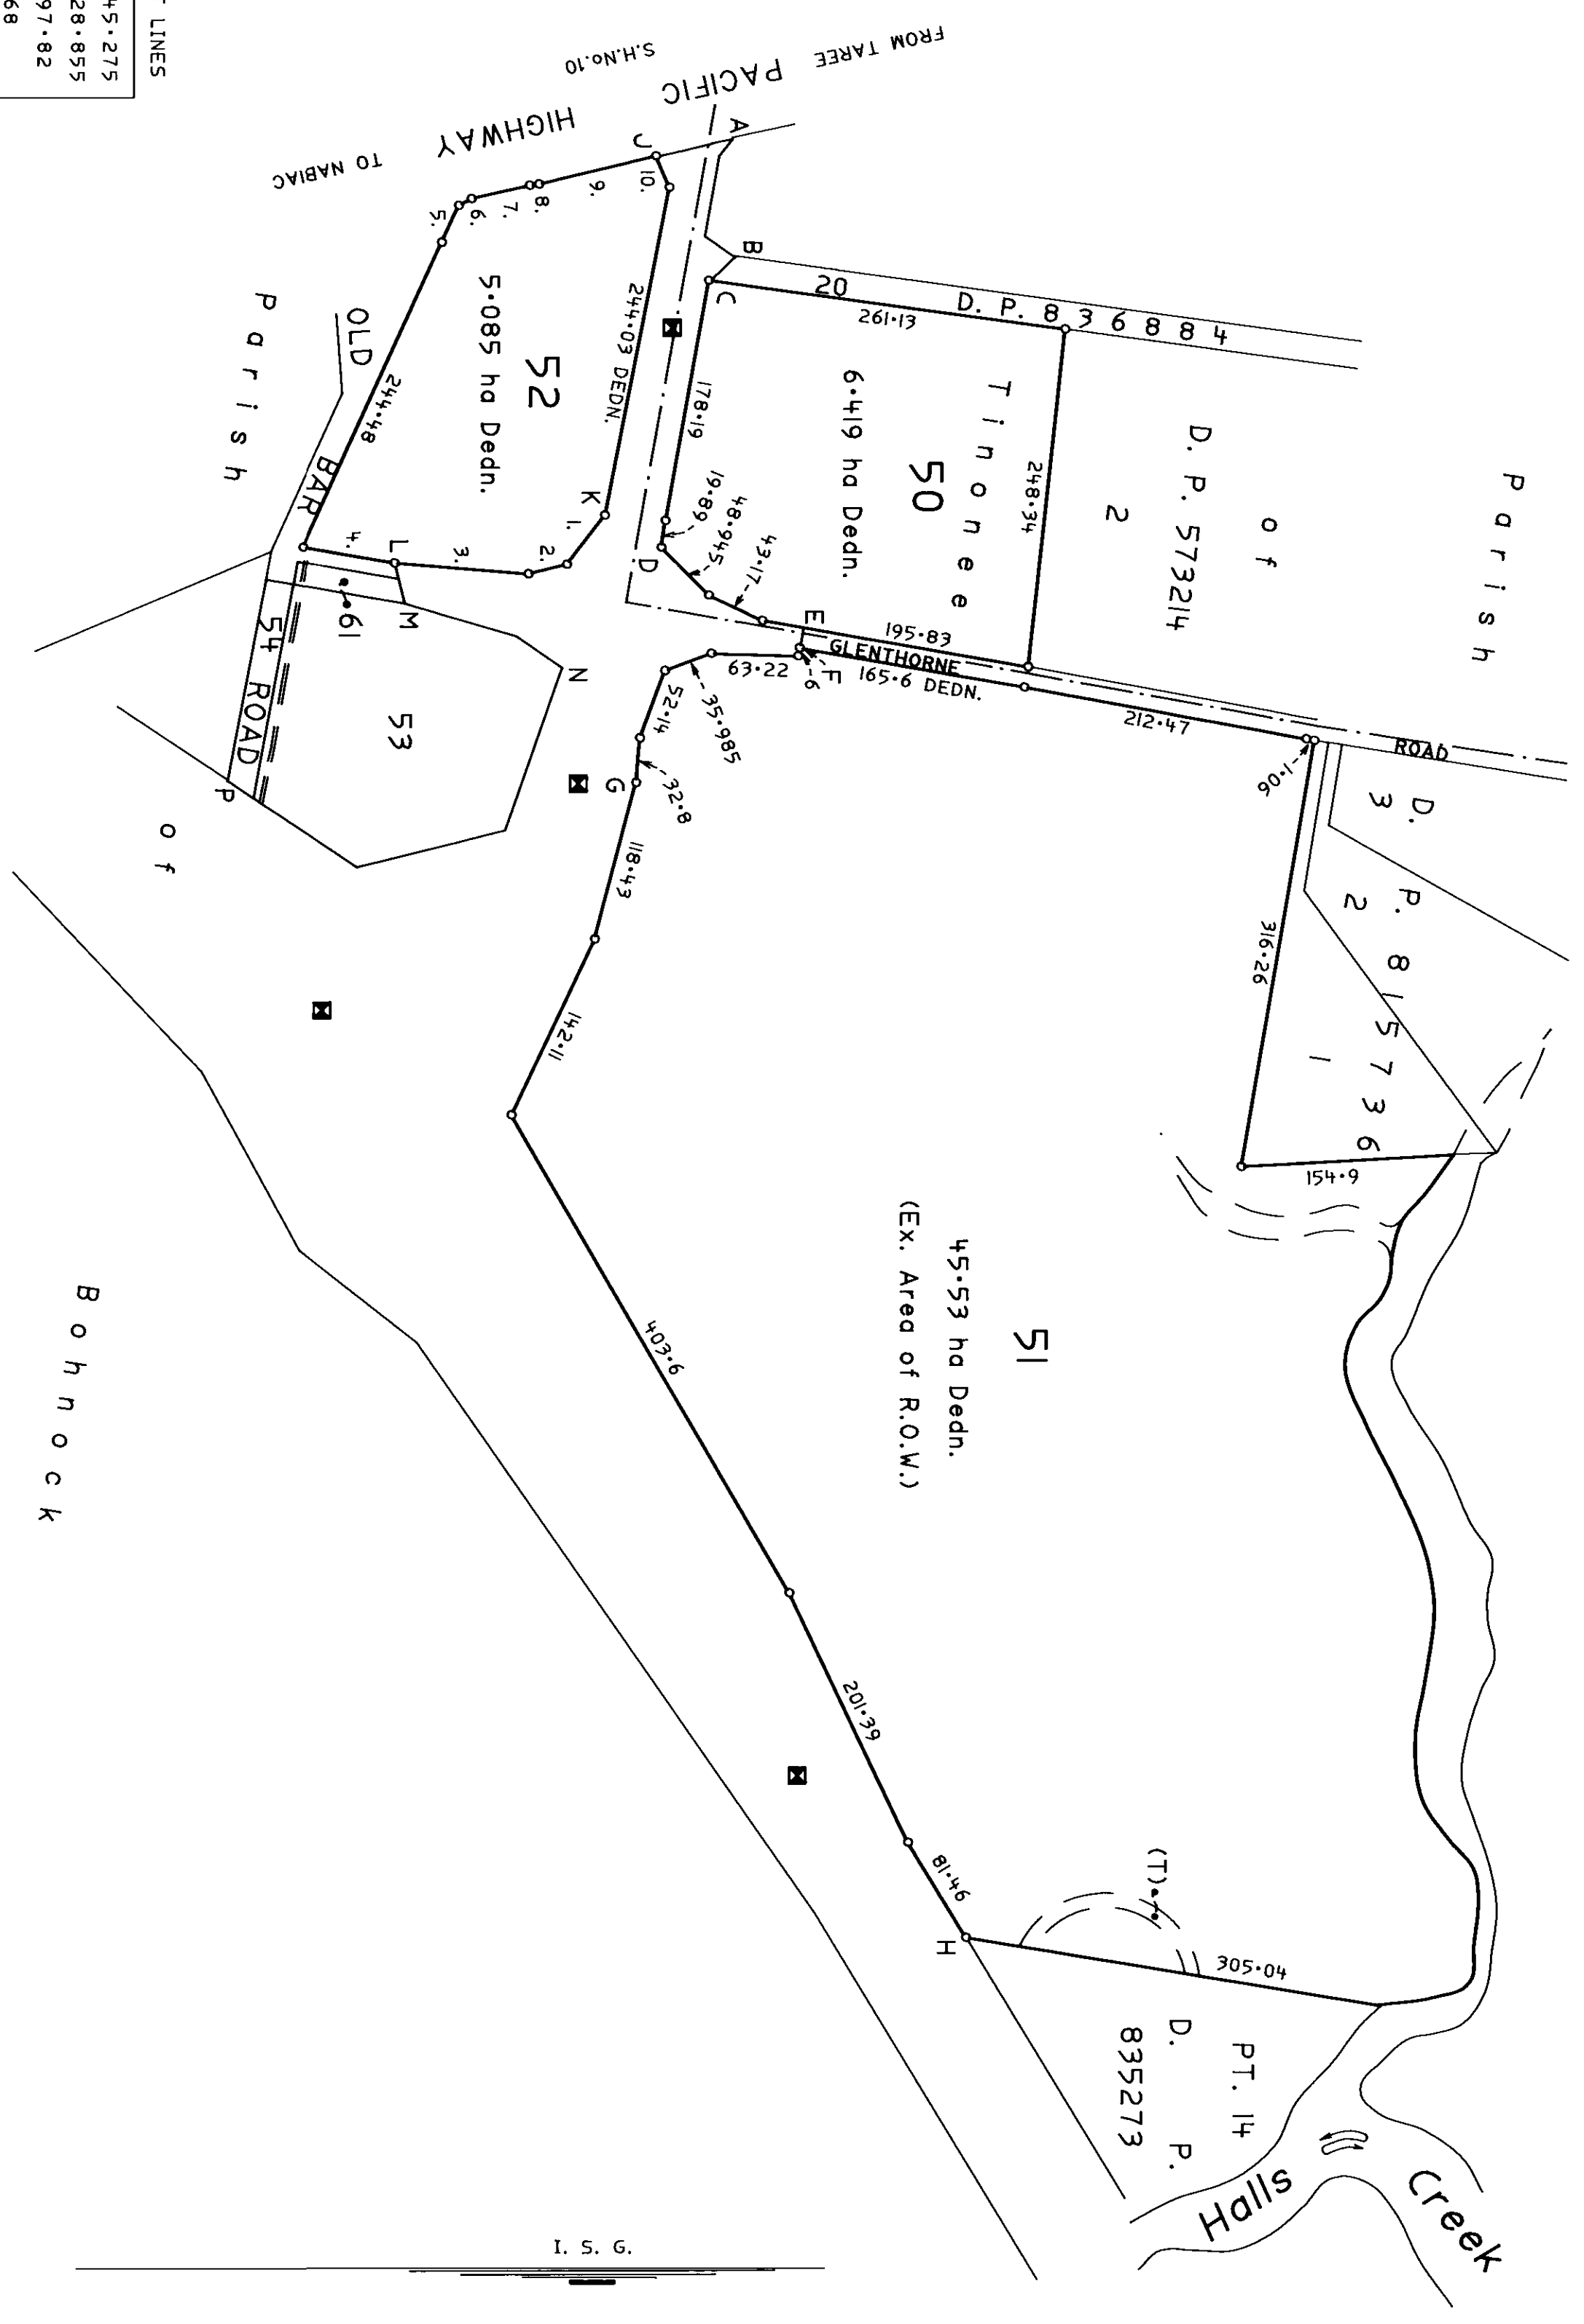 T LINES
45·275
28·855
97·82
68
FROM TAREE
PACIFIC
HIGHWAY
S.H.No.10
TO NABIAC
A
B
C
D
E
F
G
H
J
K
L
M
N
P
20
D. P. 836884
261·13
248·34
178·19
19·89
48·945
43·17
195·83
Tinonee
50
6·419 ha Dedn.
Parish
of
D. P. 573214
2
244·03 DEDN.
52
5·085 ha Dedn.
1.
2.
3.
4.
5.
6.
7.
8.
9.
10.
244·48
OLD
BAR
54 ROAD
61
53
Parish
of
Bohnock
GLENTHORNE
ROAD
165·6 DEDN.
6
63·22
35·985
52·14
32·8
212·47
1·06
316·26
154·9
118·43
142·11
403·6
201·39
81·46
305·04
D. P. 815736
3
2
1
51
45·53 ha Dedn.
(Ex. Area of R.O.W.)
(T)
PT. 14
D. P.
835273
Halls
Creek
I. S. G.